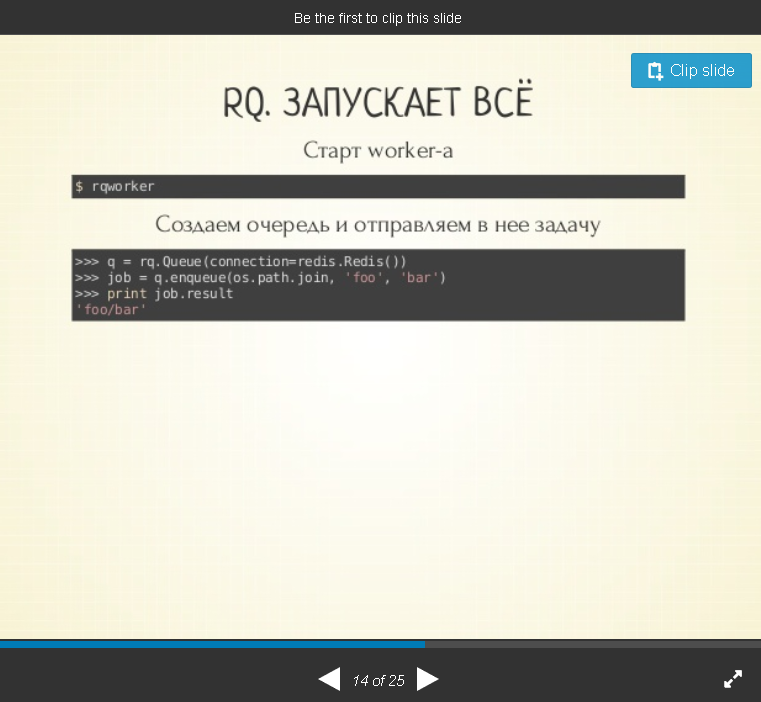 Be the first to clip this slide
Clip slide
RQ. ЗАПУСКАЕТ ВСЁ
Старт worker-а
$ rqworker
Создаем очередь и отправляем в нее задачу
>>> q = rq.Queue(connection=redis.Redis())
>>> job = q.enqueue(os.path.join, 'foo', 'bar')
>>> print job.result
'foo/bar'
14 of 25